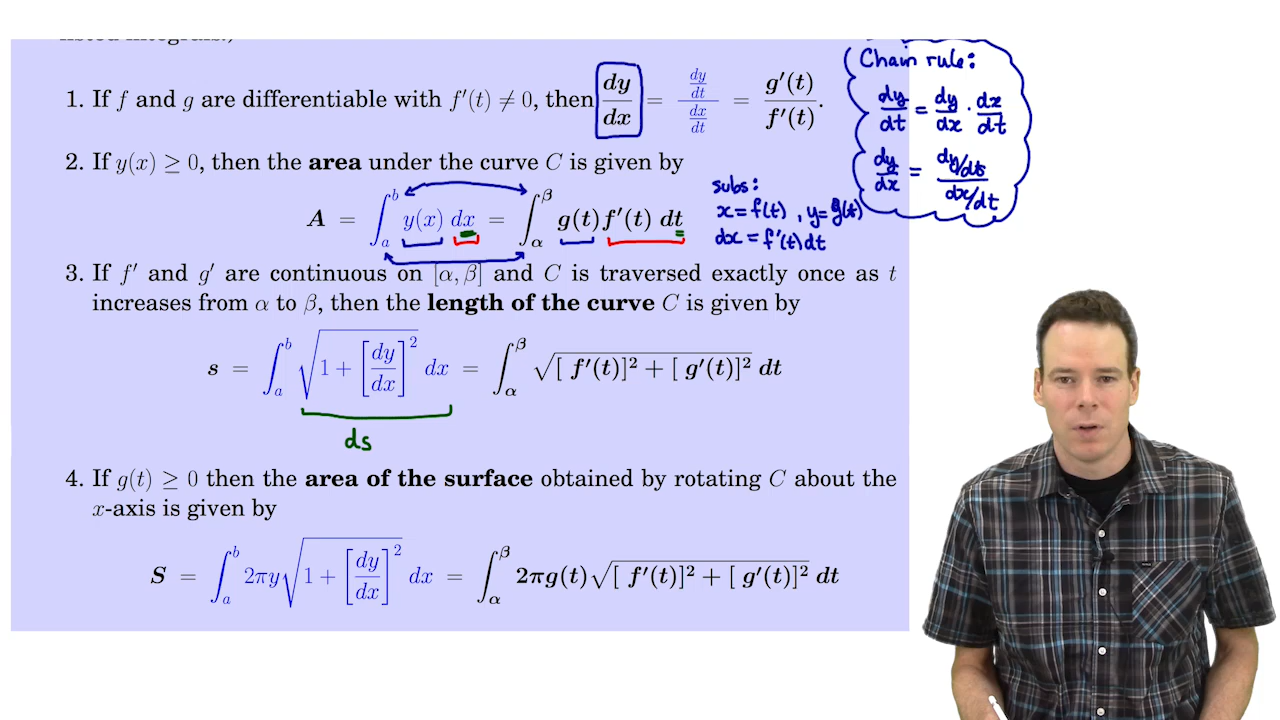 listed integrals.)
1. If f and g are differentiable with f′(t) ≠ 0, then dy/dx = (dy/dt)/(dx/dt) = g′(t)/f′(t).
2. If y(x) ≥ 0, then the area under the curve C is given by
A = ∫_a^b y(x) dx = ∫_α^β g(t)f′(t) dt
3. If f′ and g′ are continuous on [α, β] and C is traversed exactly once as t
increases from α to β, then the length of the curve C is given by
s = ∫_a^b √(1 + [dy/dx]^2) dx = ∫_α^β √([ f′(t)]² + [ g′(t)]²) dt
ds
4. If g(t) ≥ 0 then the area of the surface obtained by rotating C about the
x-axis is given by
S = ∫_a^b 2πy√(1 + [dy/dx]^2) dx = ∫_α^β 2πg(t)√([ f′(t)]² + [ g′(t)]²) dt
Chain rule:
dy/dt = dy/dx · dx/dt
dy/dx = (dy/dt)/(dx/dt)
subs:
x = f(t) , y = g(t)
dx = f′(t)dt